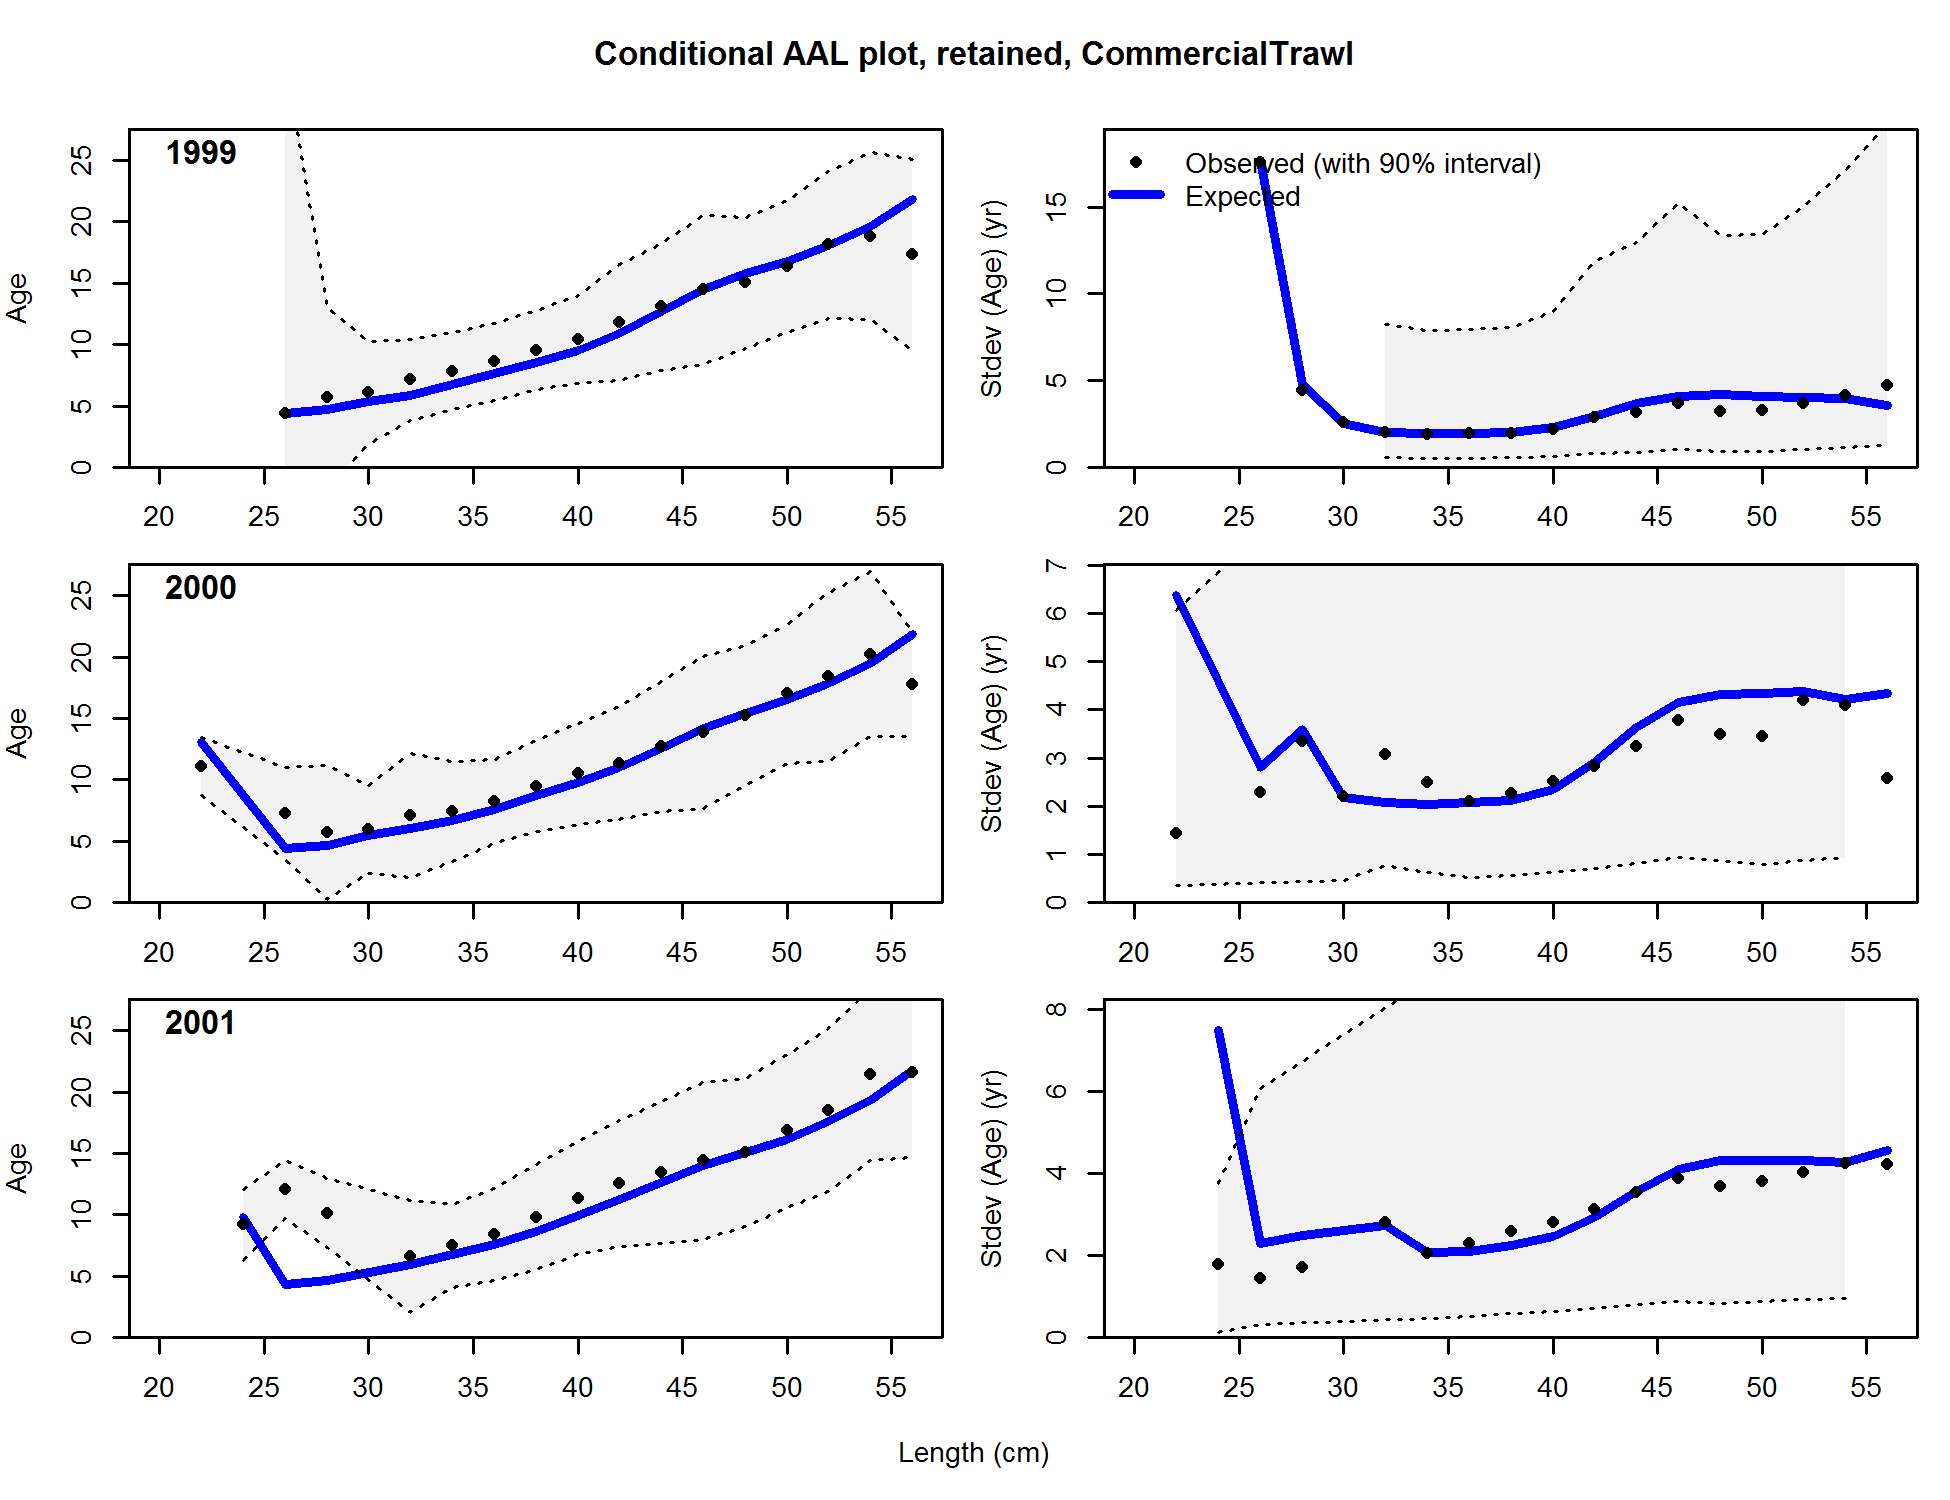 Conditional AAL plot, retained, CommercialTrawl
1999
Age
0 5 10 15 20 25
20 25 30 35 40 45 50 55
Observed (with 90% interval)
Expected
Stdev (Age) (yr)
0 5 10 15
20 25 30 35 40 45 50 55
2000
Age
0 5 10 15 20 25
20 25 30 35 40 45 50 55
Stdev (Age) (yr)
0 1 2 3 4 5 6 7
20 25 30 35 40 45 50 55
2001
Age
0 5 10 15 20 25
20 25 30 35 40 45 50 55
Stdev (Age) (yr)
0 2 4 6 8
20 25 30 35 40 45 50 55
Length (cm)